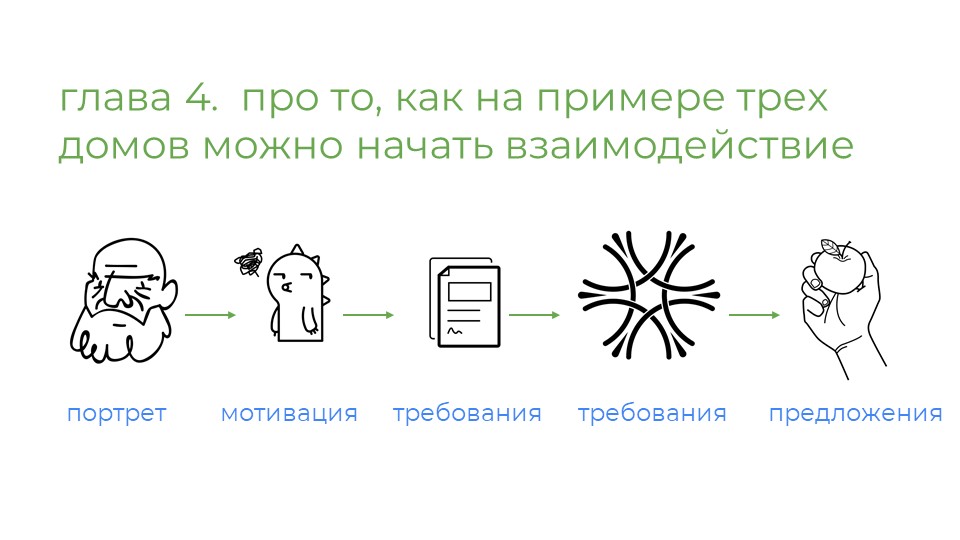 глава 4.  про то, как на примере трех
домов можно начать взаимодействие
портрет
мотивация
требования
требования
предложения